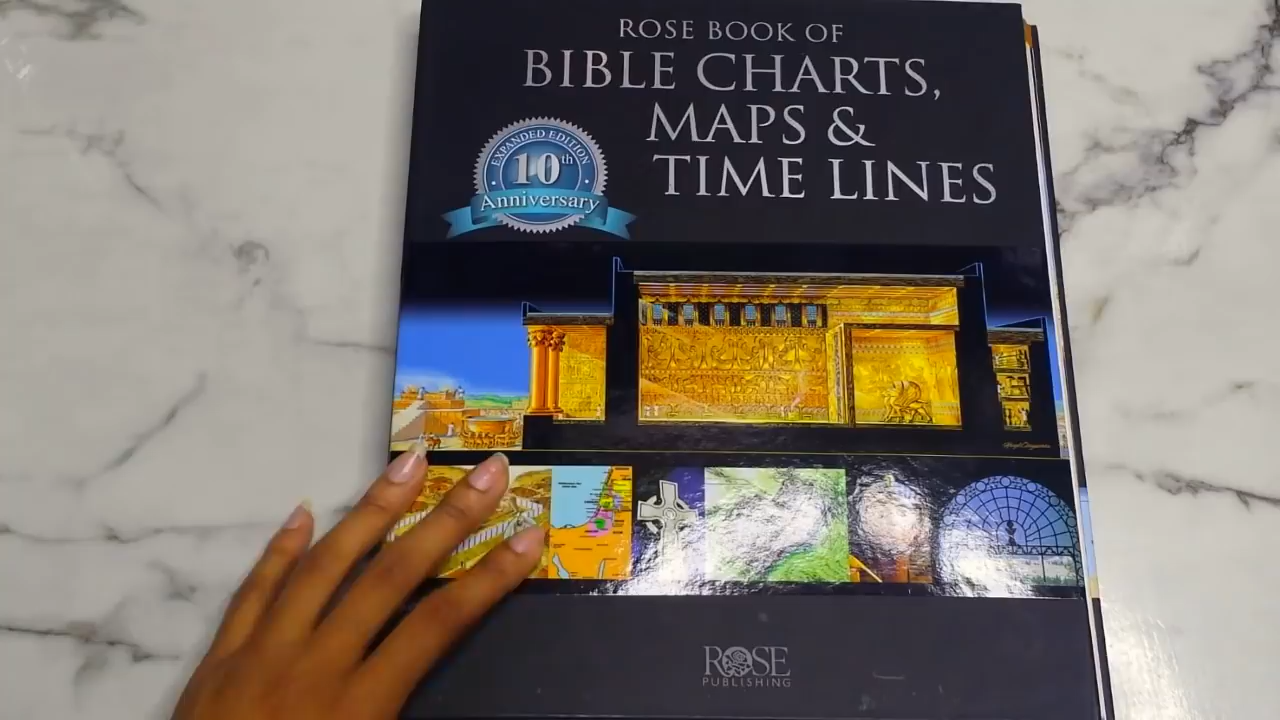 ROSE BOOK OF
BIBLE CHARTS,
MAPS &
TIME LINES
EXPANDED EDITION
10th
Anniversary
ROSE
PUBLISHING